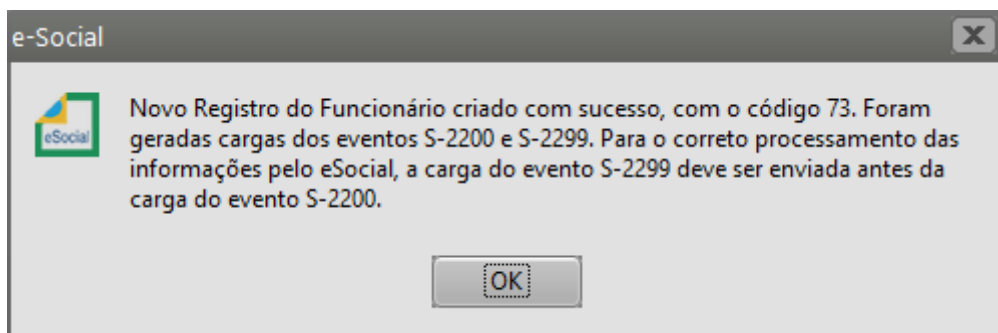 e-Social
Novo Registro do Funcionário criado com sucesso, com o código 73. Foram
geradas cargas dos eventos S-2200 e S-2299. Para o correto processamento das
informações pelo eSocial, a carga do evento S-2299 deve ser enviada antes da
carga do evento S-2200.
eSocial
OK